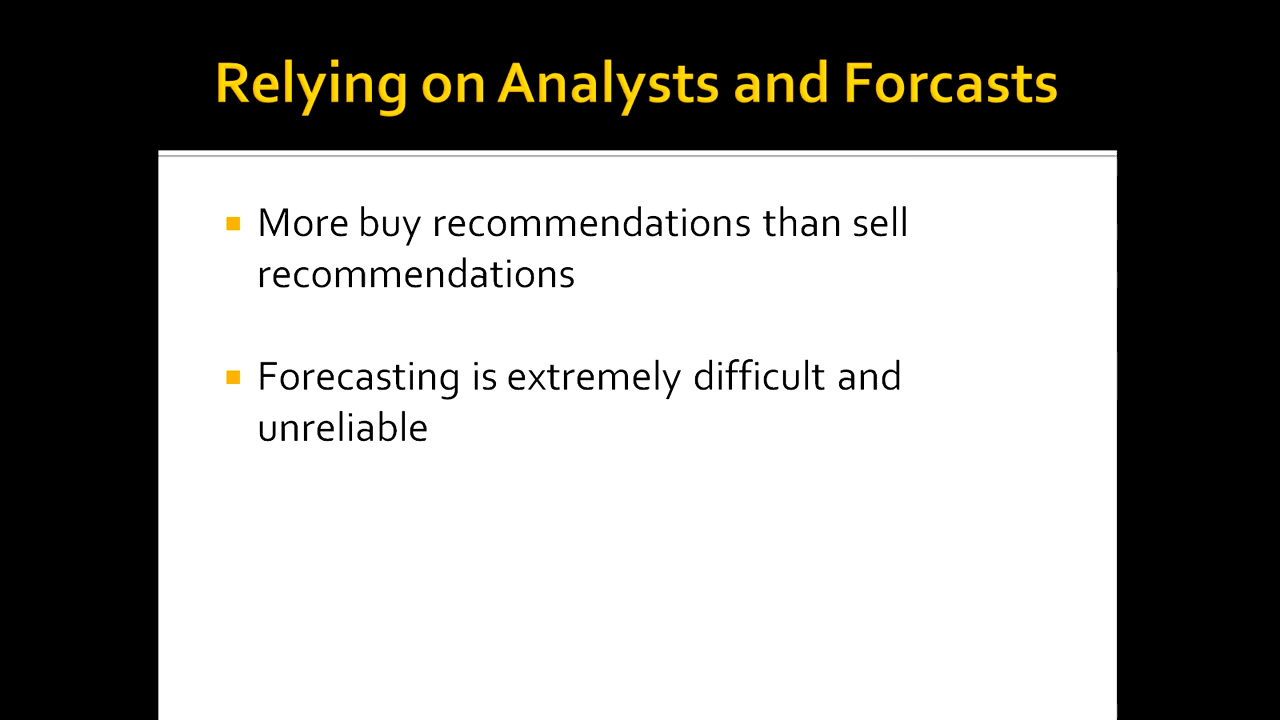 Relying on Analysts and Forcasts
More buy recommendations than sell
recommendations
Forecasting is extremely difficult and
unreliable